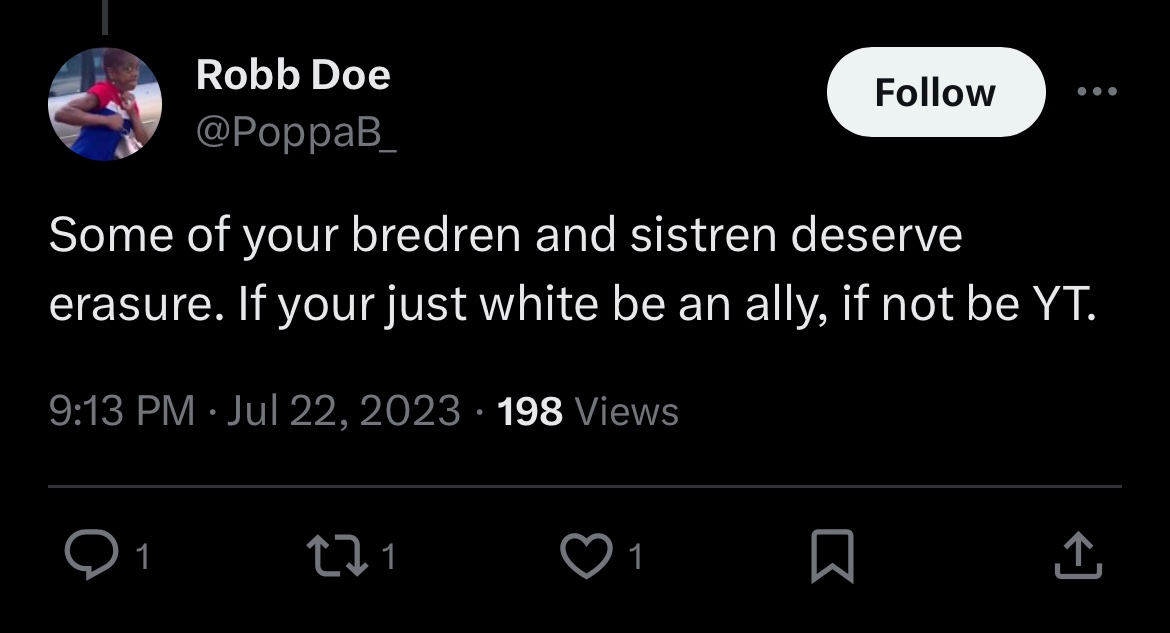 Robb Doe
@PoppaB_
Follow
Some of your bredren and sistren deserve
erasure. If your just white be an ally, if not be YT.
9:13 PM · Jul 22, 2023 · 198 Views
1 1 1